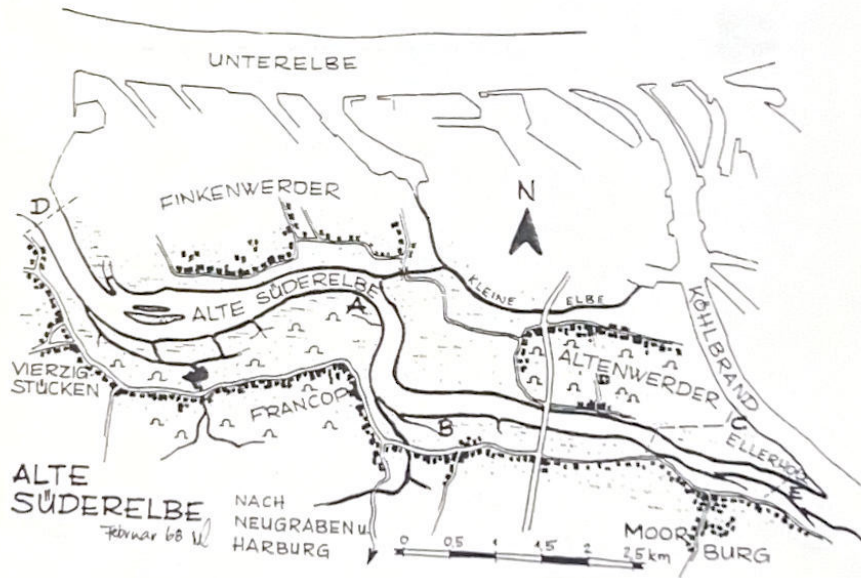 UNTERELBE
FINKENWERDER
N
D
KLEINE ELBE
ALTE SÜDERELBE
A
KÖHLBRAND
ALTENWERDER
VIERZIG-
STÜCKEN
FRANCOP
B
C
ELLERHOLZ
E
ALTE
SÜDERELBE
Februar 68
NACH
NEUGRABEN U.
HARBURG
0 0,5 1 1,5 2 2,5 km
MOOR
BURG